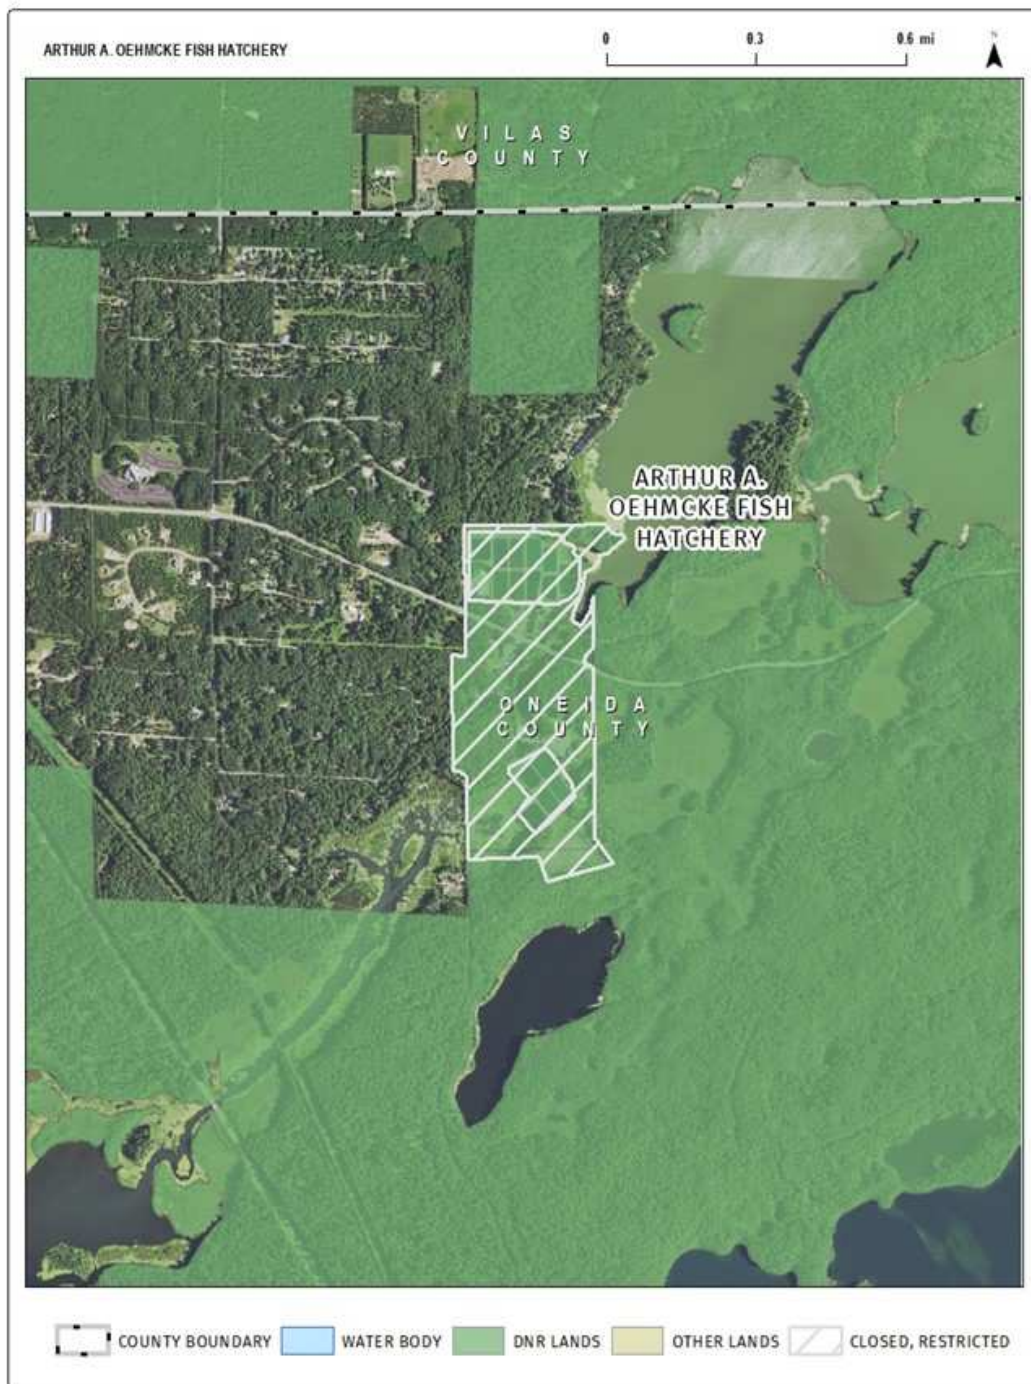 ARTHUR A. OEHMCKE FISH HATCHERY
0 0.3 0.6 mi
N
VILAS
COUNTY
ARTHUR A.
OEHMCKE FISH
HATCHERY
ONEIDA
COUNTY
COUNTY BOUNDARY WATER BODY DNR LANDS OTHER LANDS CLOSED, RESTRICTED